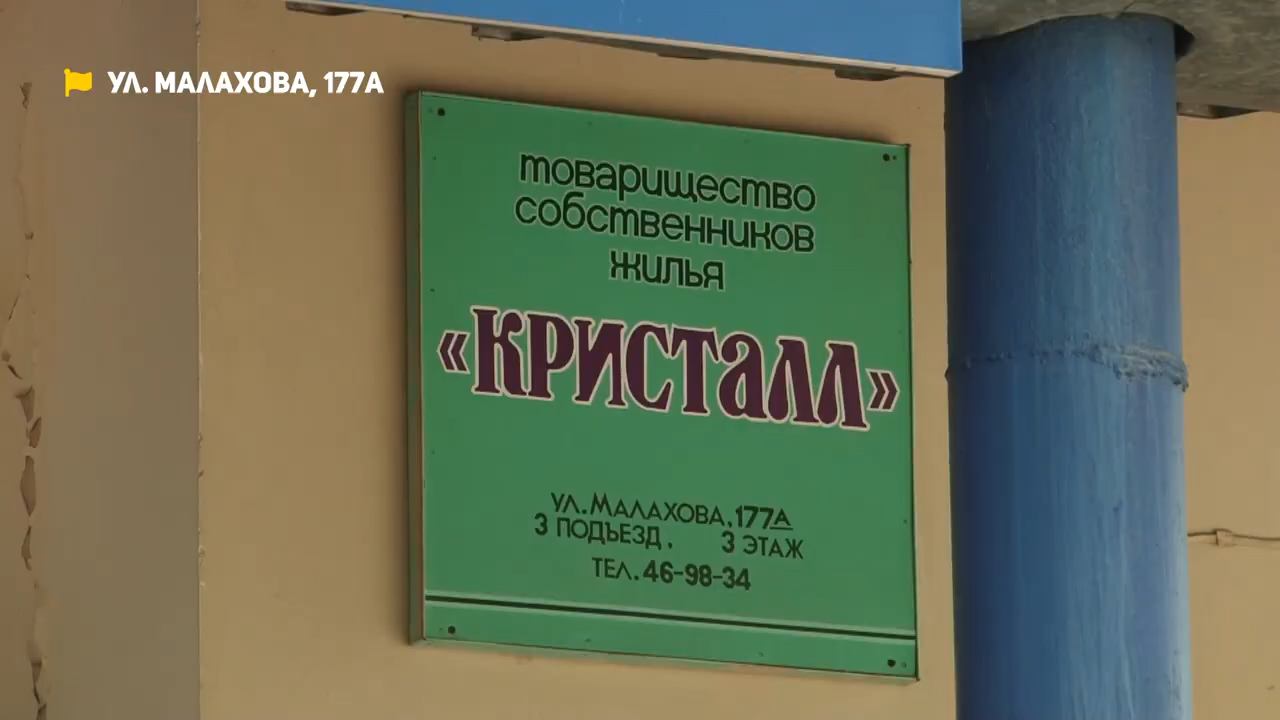 УЛ. МАЛАХОВА, 177А
товарищество
собственников
жилья
«КРИСТАЛЛ»
УЛ. МАЛАХОВА, 177А
3 ПОДЪЕЗД, 3 ЭТАЖ
ТЕЛ. 46-98-34